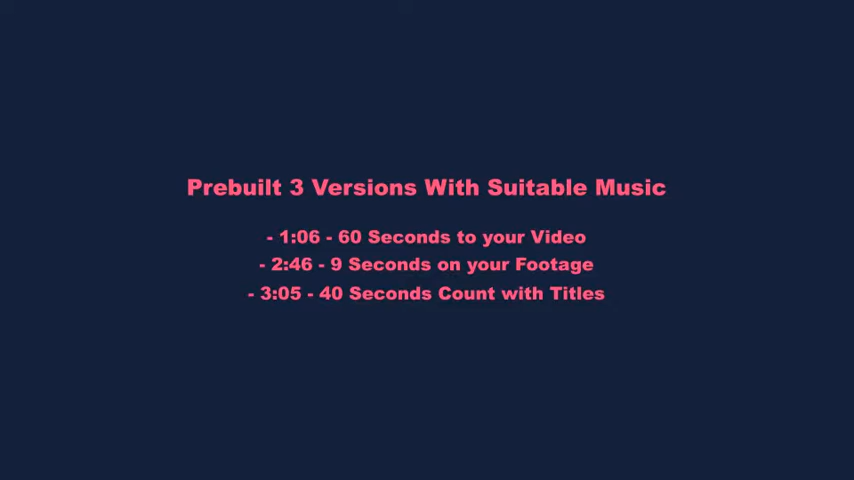 Prebuilt 3 Versions With Suitable Music
- 1:06 - 60 Seconds to your Video
- 2:46 - 9 Seconds on your Footage
- 3:05 - 40 Seconds Count with Titles